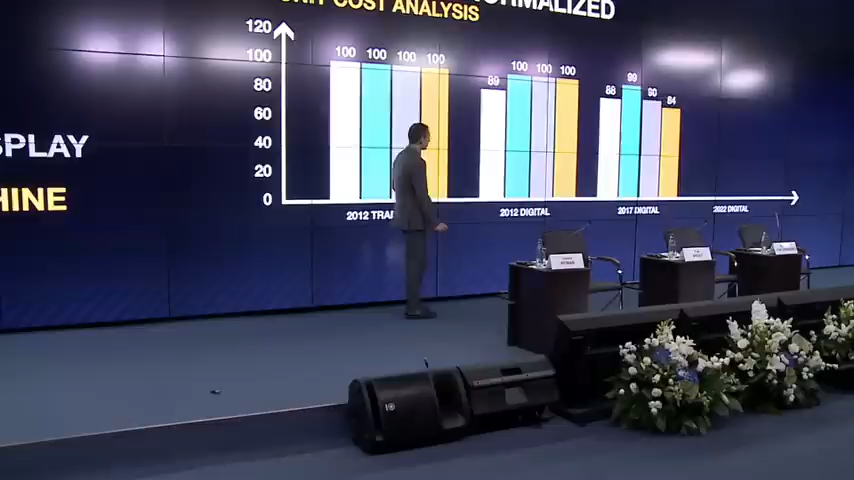 NORMALIZED
UNIT COST ANALYSIS
120
100
80
60
40
20
0
100 100 100 100
89 100 100 100
88 99 90 84
2012 DIGITAL
2017 DIGITAL
2022 DIGITAL
2012 TRA
SPLAY
HINE